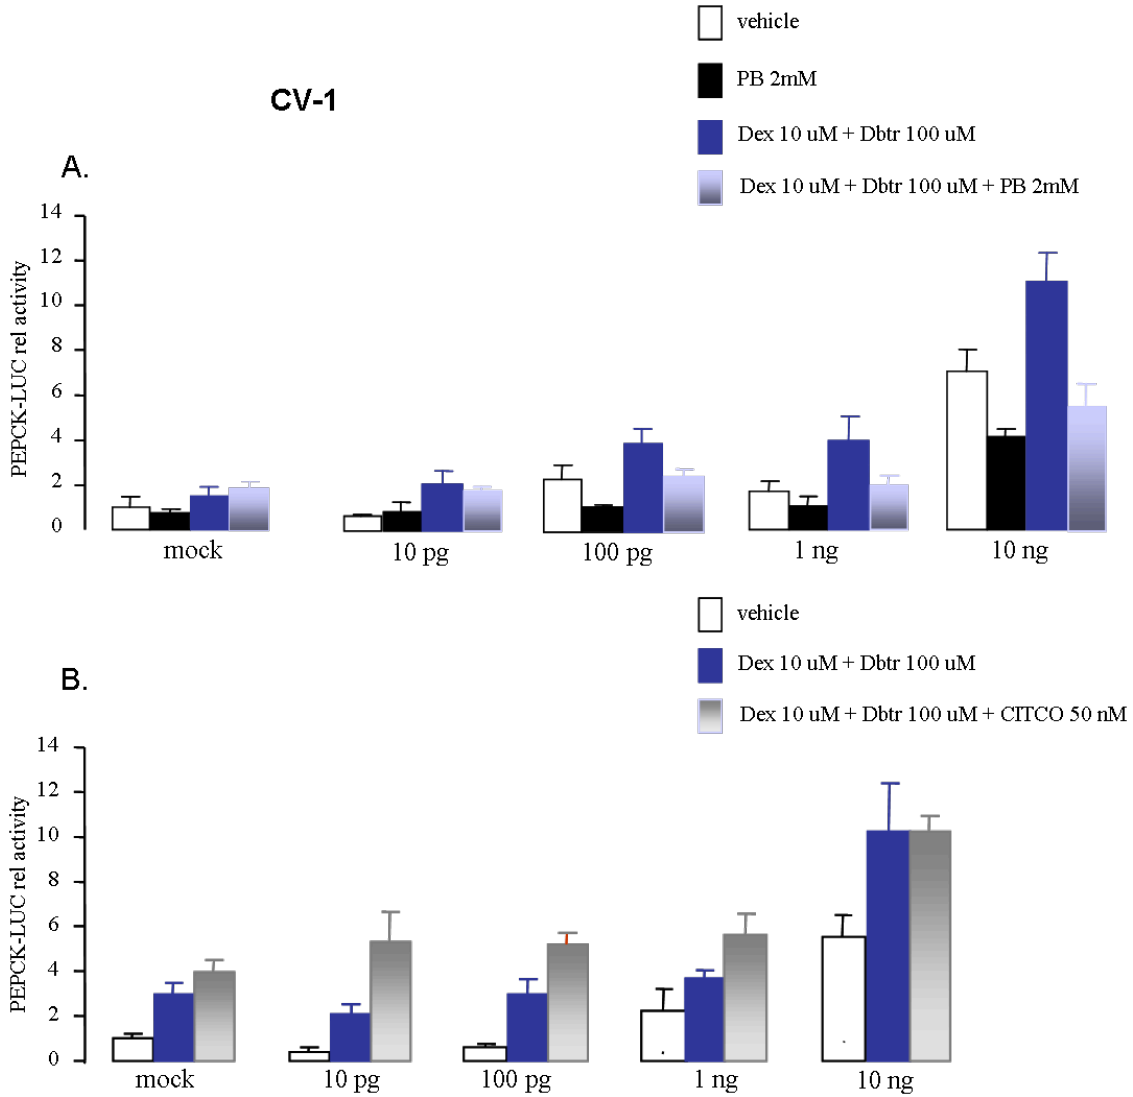 vehicle
PB 2mM
CV-1
Dex 10 uM + Dbtr 100 uM
A.
Dex 10 uM + Dbtr 100 uM + PB 2mM
PEPCK-LUC rel activity
14
12
10
8
6
4
2
0
mock 10 pg 100 pg 1 ng 10 ng
vehicle
Dex 10 uM + Dbtr 100 uM
B.
Dex 10 uM + Dbtr 100 uM + CITCO 50 nM
PEPCK-LUC rel activity
14
12
10
8
6
4
2
0
mock 10 pg 100 pg 1 ng 10 ng